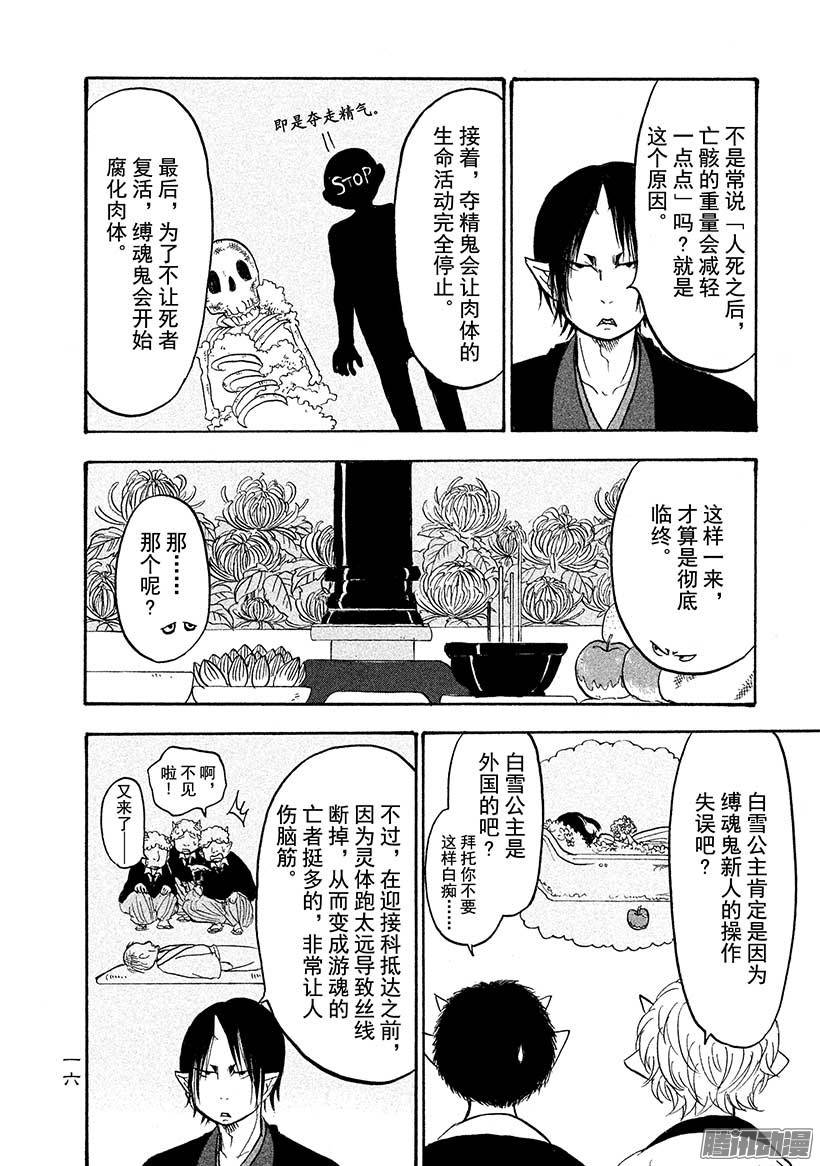 不是常说「人死之后，
亡骸的重量会减轻
一点点」吗？就是
这个原因。
接着，夺精鬼会让肉体的
生命活动完全停止。
即是夺走精气。
STOP
最后，为了不让死者
复活，缚魂鬼会开始
腐化肉体。
这样一来，
才算是彻底
临终。
那……
那个呢？
白雪公主肯定是因为
缚魂鬼新人的操作
失误吧？
白雪公主是
外国的吧？
拜托你不要
这样白痴……
不过，在迎接科抵达之前，
因为灵体跑太远导致丝线
断掉，从而变成游魂的
亡者挺多的，非常让人
伤脑筋。
啊，
不见
啦！
又来了——
一六
腾讯动漫